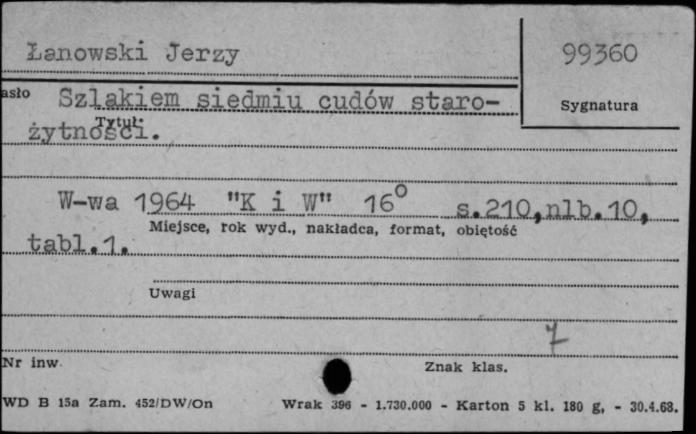 Łanowski Jerzy
99360
asło Szlakiem siedmiu cudów staro-
Sygnatura
Tytuł
żytności.
W-wa 1964 "K i W" 16° s.210,nlb.10,
Miejsce, rok wyd., nakładca, format, objętość
tabl.1.
Uwagi
7
Nr inw.
Znak klas.
WD B 15a Zam. 452/DW/On Wrak 396 - 1.730.000 - Karton 5 kl. 180 g, - 30.4.68.